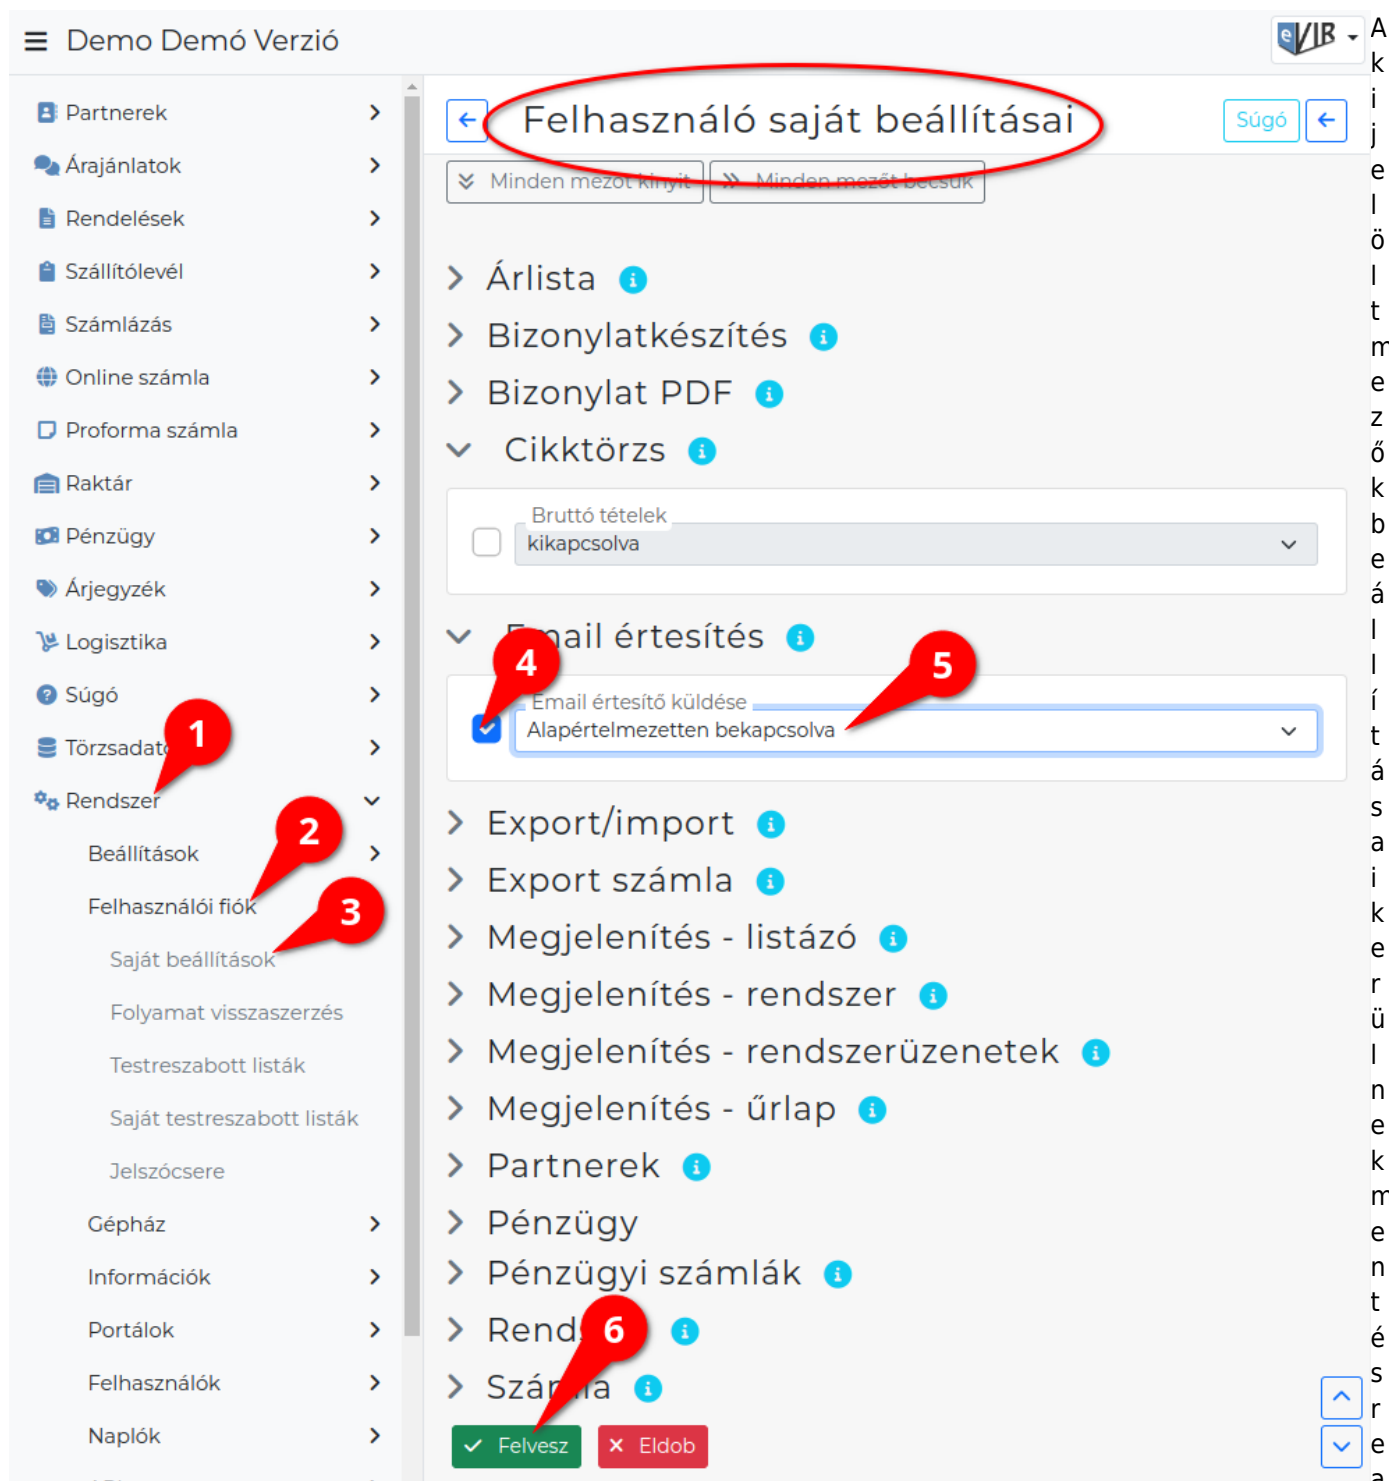 Demo Demó Verzió
eVIR
Partnerek
Árajánlatok
Rendelések
Szállítólevél
Számlázás
Online számla
Proforma számla
Raktár
Pénzügy
Árjegyzék
Logisztika
Súgó
1
Rendszer
2
Beállítások
Felhasználói fiók
3
Saját beállítások
Folyamat visszaszerzés
Testreszabott listák
Saját testreszabott listák
Jelszócsere
Gépház
Információk
Portálok
Felhasználók
Naplók
Felhasználó saját beállításai
Súgó
Minden mezőt kinyit
Minden mezőt becsuk
Árlista
Bizonylatkészítés
Bizonylat PDF
Cikktörzs
Bruttó tételek
kikapcsolva
Email értesítés
4
5
Email értesítő küldése
Alapértelmezetten bekapcsolva
Export/import
Export számla
Megjelenítés - listázó
Megjelenítés - rendszer
Megjelenítés - rendszerüzenetek
Megjelenítés - űrlap
Partnerek
Pénzügy
Pénzügyi számlák
6
Számla
Felvesz
Eldob
A kijelölt mezők beállításai kerülnek mentésre